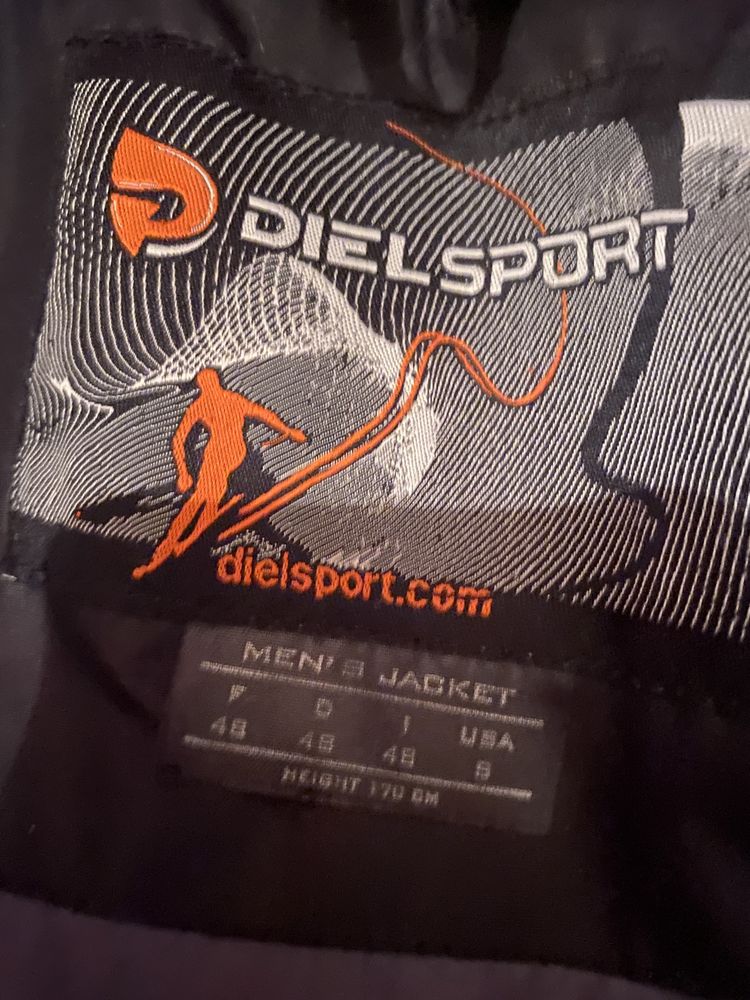 DIELSPORT
dielsport.com
MEN'S JACKET
F D I USA
48 48 48 S
HEIGHT 170 CM